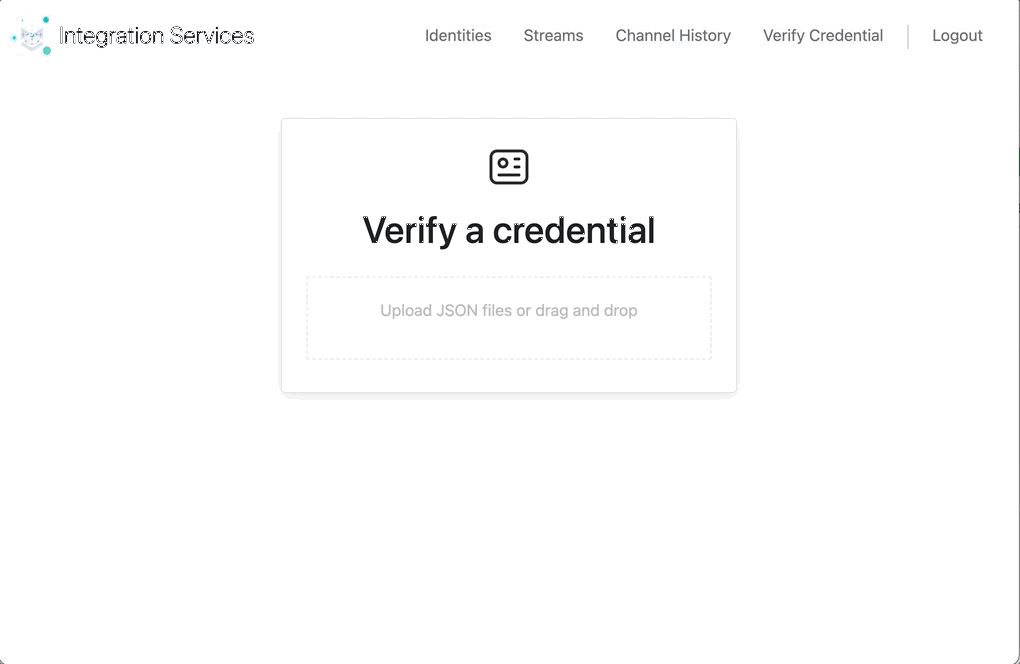 Integration Services Identities Streams Channel History Verify Credential Logout
Verify a credential
Upload JSON files or drag and drop